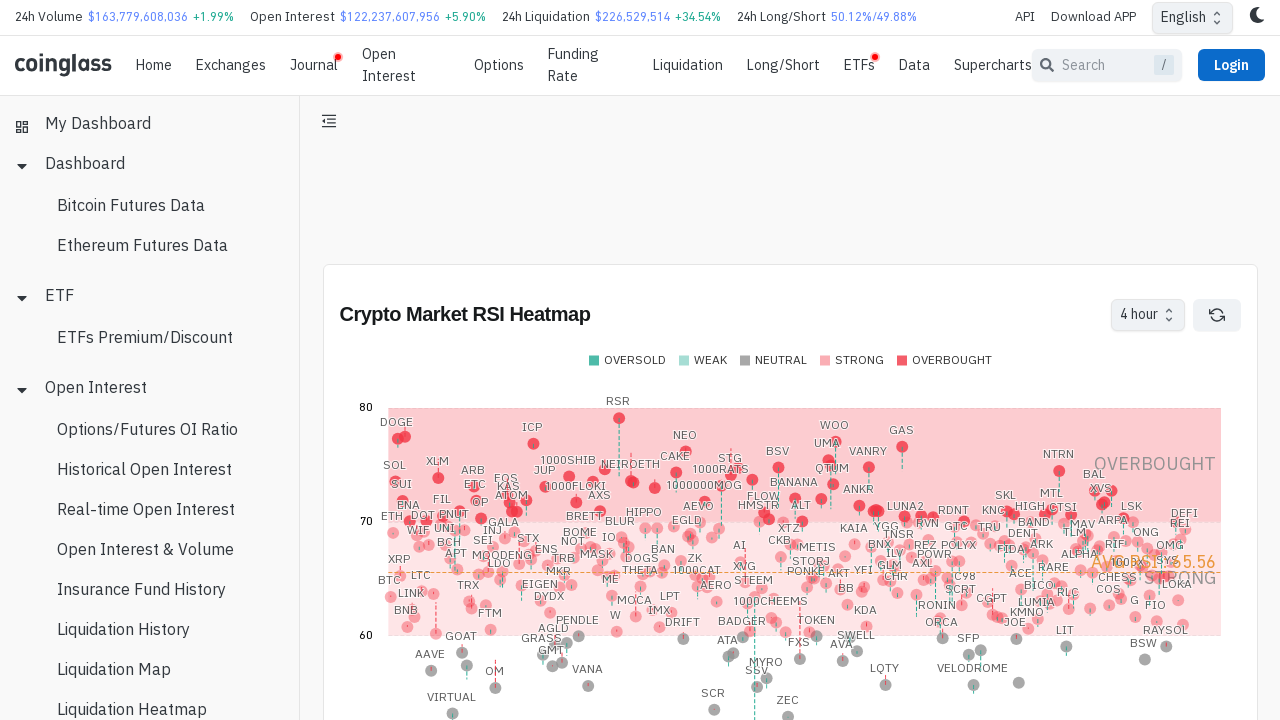 24h Volume $163,779,608,036 +1.99% Open Interest $122,237,607,956 +5.90% 24h Liquidation $226,529,514 +34.54% 24h Long/Short 50.12%/49.88% API Download APP English
coinglass Home Exchanges Journal Open Interest Options Funding Rate Liquidation Long/Short ETFs Data Supercharts Search / Login
My Dashboard
Dashboard
Bitcoin Futures Data
Ethereum Futures Data
ETF
ETFs Premium/Discount
Open Interest
Options/Futures OI Ratio
Historical Open Interest
Real-time Open Interest
Open Interest & Volume
Insurance Fund History
Liquidation History
Liquidation Map
Liquidation Heatmap
Crypto Market RSI Heatmap
4 hour
OVERSOLD WEAK NEUTRAL STRONG OVERBOUGHT
80
RSR
DOGE ICP WOO GAS
NEO UMA
SOL XLM 1000SHIB NEIROETH CAKE STG BSV VANRY NTRN OVERBOUGHT
SUI ARB ETC FOS KAS JUP 1000RATS QTUM BAL
1000FLOKI 1000000MOG BANANA ANKR XVS
ENA FIL OP ATOM AXS FLOW SKL MTL
ETH DOT PNUT HIPPO AEVO HMSTR ALT LUNA2 RDNT KNC HIGH CTSI LSK DEFI
70
WIF UNI GALA BRETT BLUR EGLD XTZ KAIA YGG RVN GTC TRU BAND MAV ARPA REI
BCH SEI INJ STX BOME IO CKB TNSR DENT TLM ONG
XRP APT MOODENG ENS NOT BAN AI METIS BNX ILV REZ POLYX FIDA ARK RIF OMG
LDO TRB MASK DOGS ZK XVG STORJ POWR ALPHA SYS
BTC LTC TRX EIGEN MKR THETA 1000CAT STEEM PONKE AKT YFI GLM AXL C98 ACE RARE CHESS
LINK DYDX ME AERO BB CHR SCRT BICO RLC COS LOKA
STRONG
BNB FTM W MOCA LPT IMX 1000CHEEMS KDA RONIN CGPT LUMIA G FIO
60
GOAT PENDLE DRIFT BADGER TOKEN ORCA KMNO JOE
AAVE AGLD GRASS GMT ATA FXS SWELL AVA SFP LIT RAYSOL BSW
OM VANA MYRO SSV LQTY VELODROME
VIRTUAL SCR ZEC